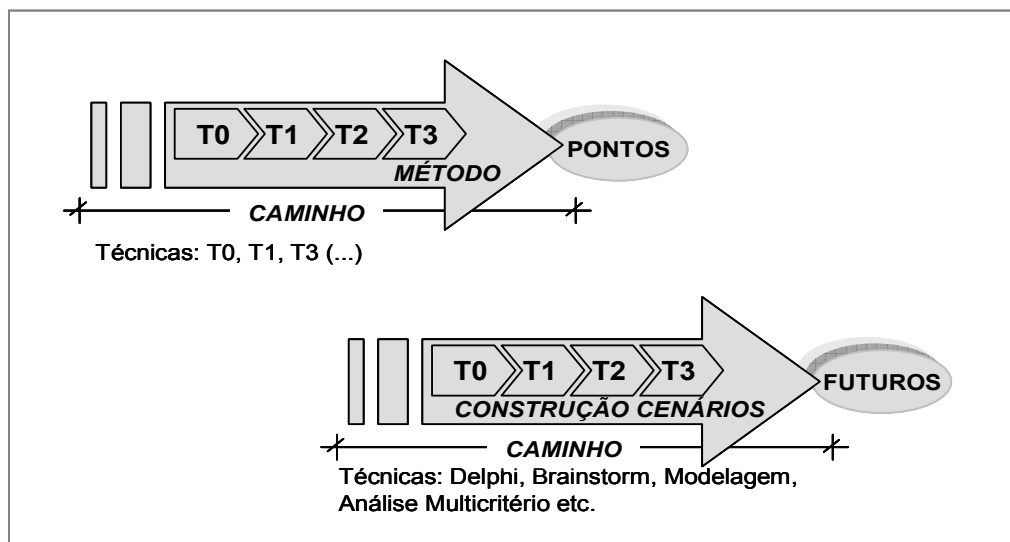 T0 T1 T2 T3
MÉTODO
PONTOS
CAMINHO
Técnicas: T0, T1, T3 (...)
T0 T1 T2 T3
CONSTRUÇÃO CENÁRIOS
FUTUROS
CAMINHO
Técnicas: Delphi, Brainstorm, Modelagem,
Análise Multicritério etc.